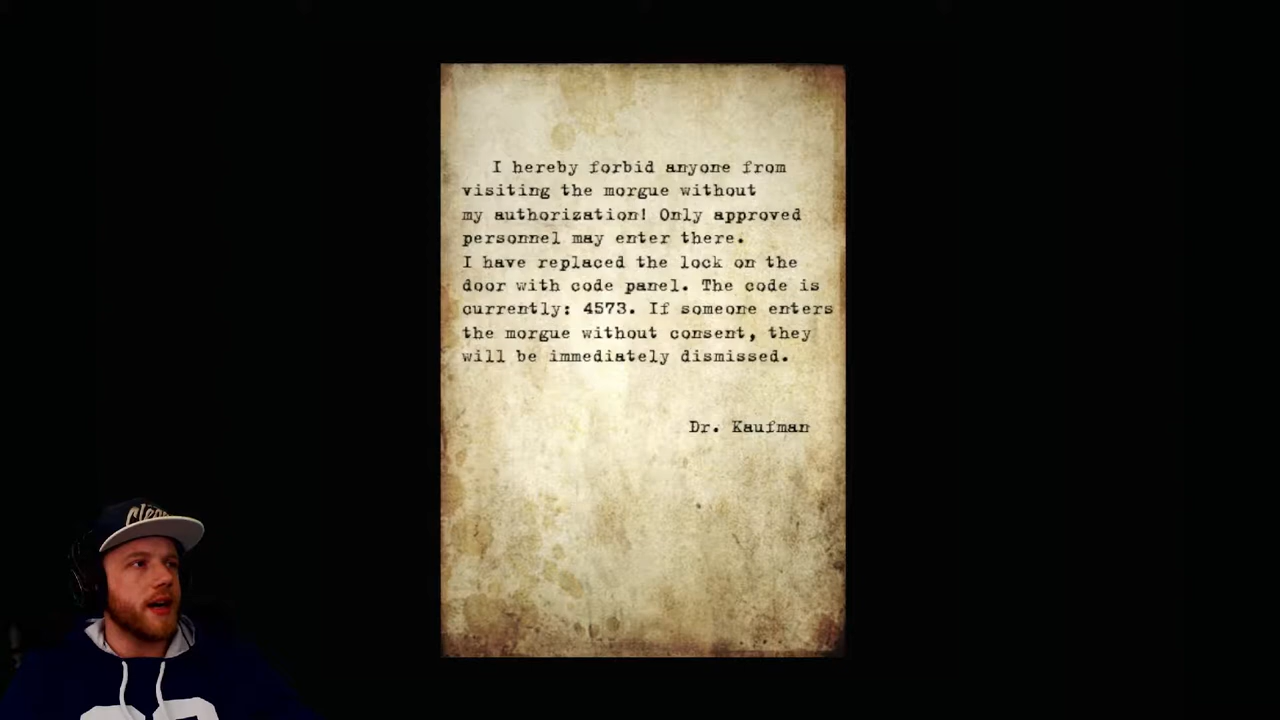 I hereby forbid anyone from
visiting the morgue without
my authorization! Only approved
personnel may enter there.
I have replaced the lock on the
door with code panel. The code is
currently: 4573. If someone enters
the morgue without consent, they
will be immediately dismissed.
Dr. Kaufman